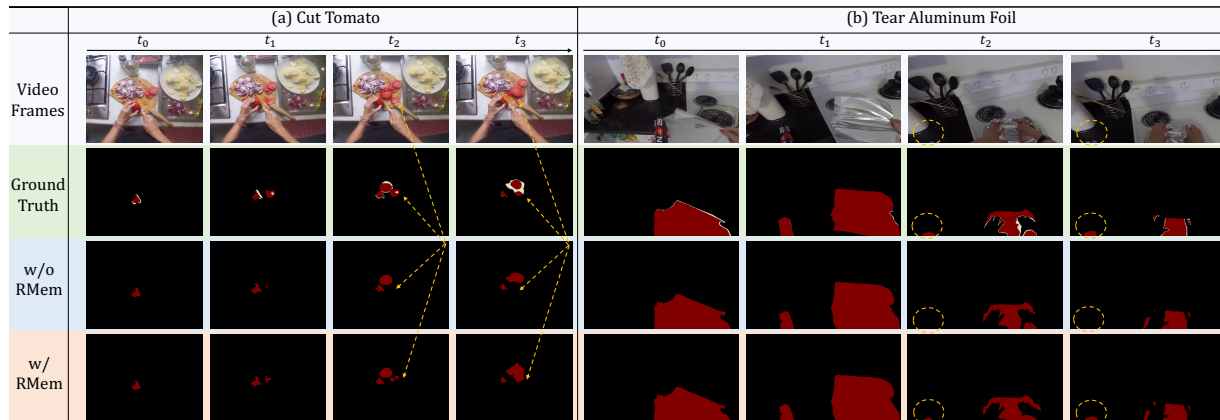 (a) Cut Tomato
(b) Tear Aluminum Foil
t0 t1 t2 t3
t0 t1 t2 t3
Video
Frames
Ground
Truth
w/o
RMem
w/
RMem